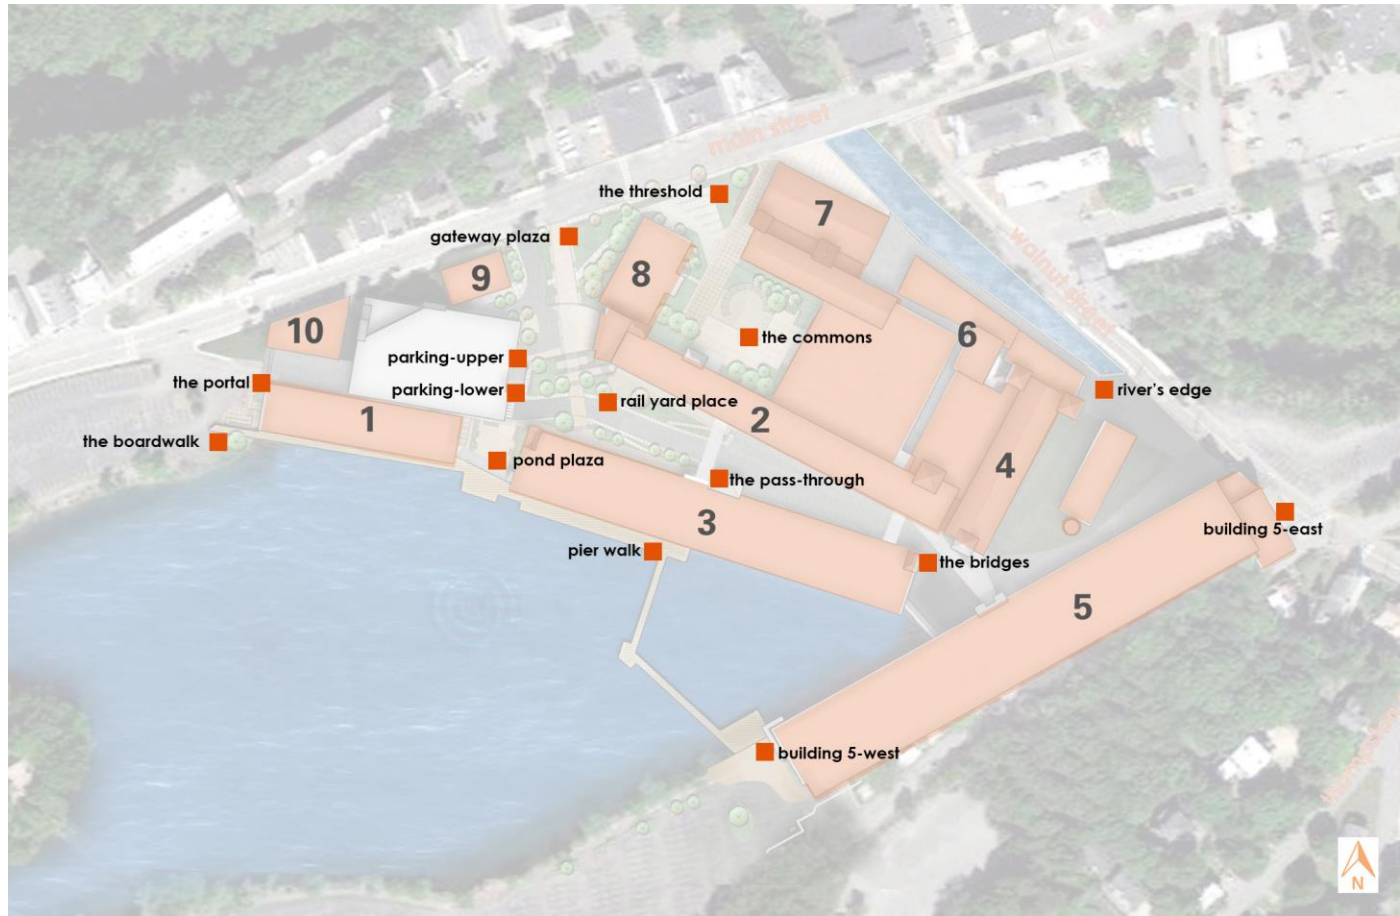 main street
the threshold
7
gateway plaza
walnut street
8
9
6
10
the commons
parking-upper
the portal
parking-lower
river's edge
rail yard place
1
2
the boardwalk
pond plaza
4
the pass-through
3
building 5-east
pier walk
the bridges
5
building 5-west
N